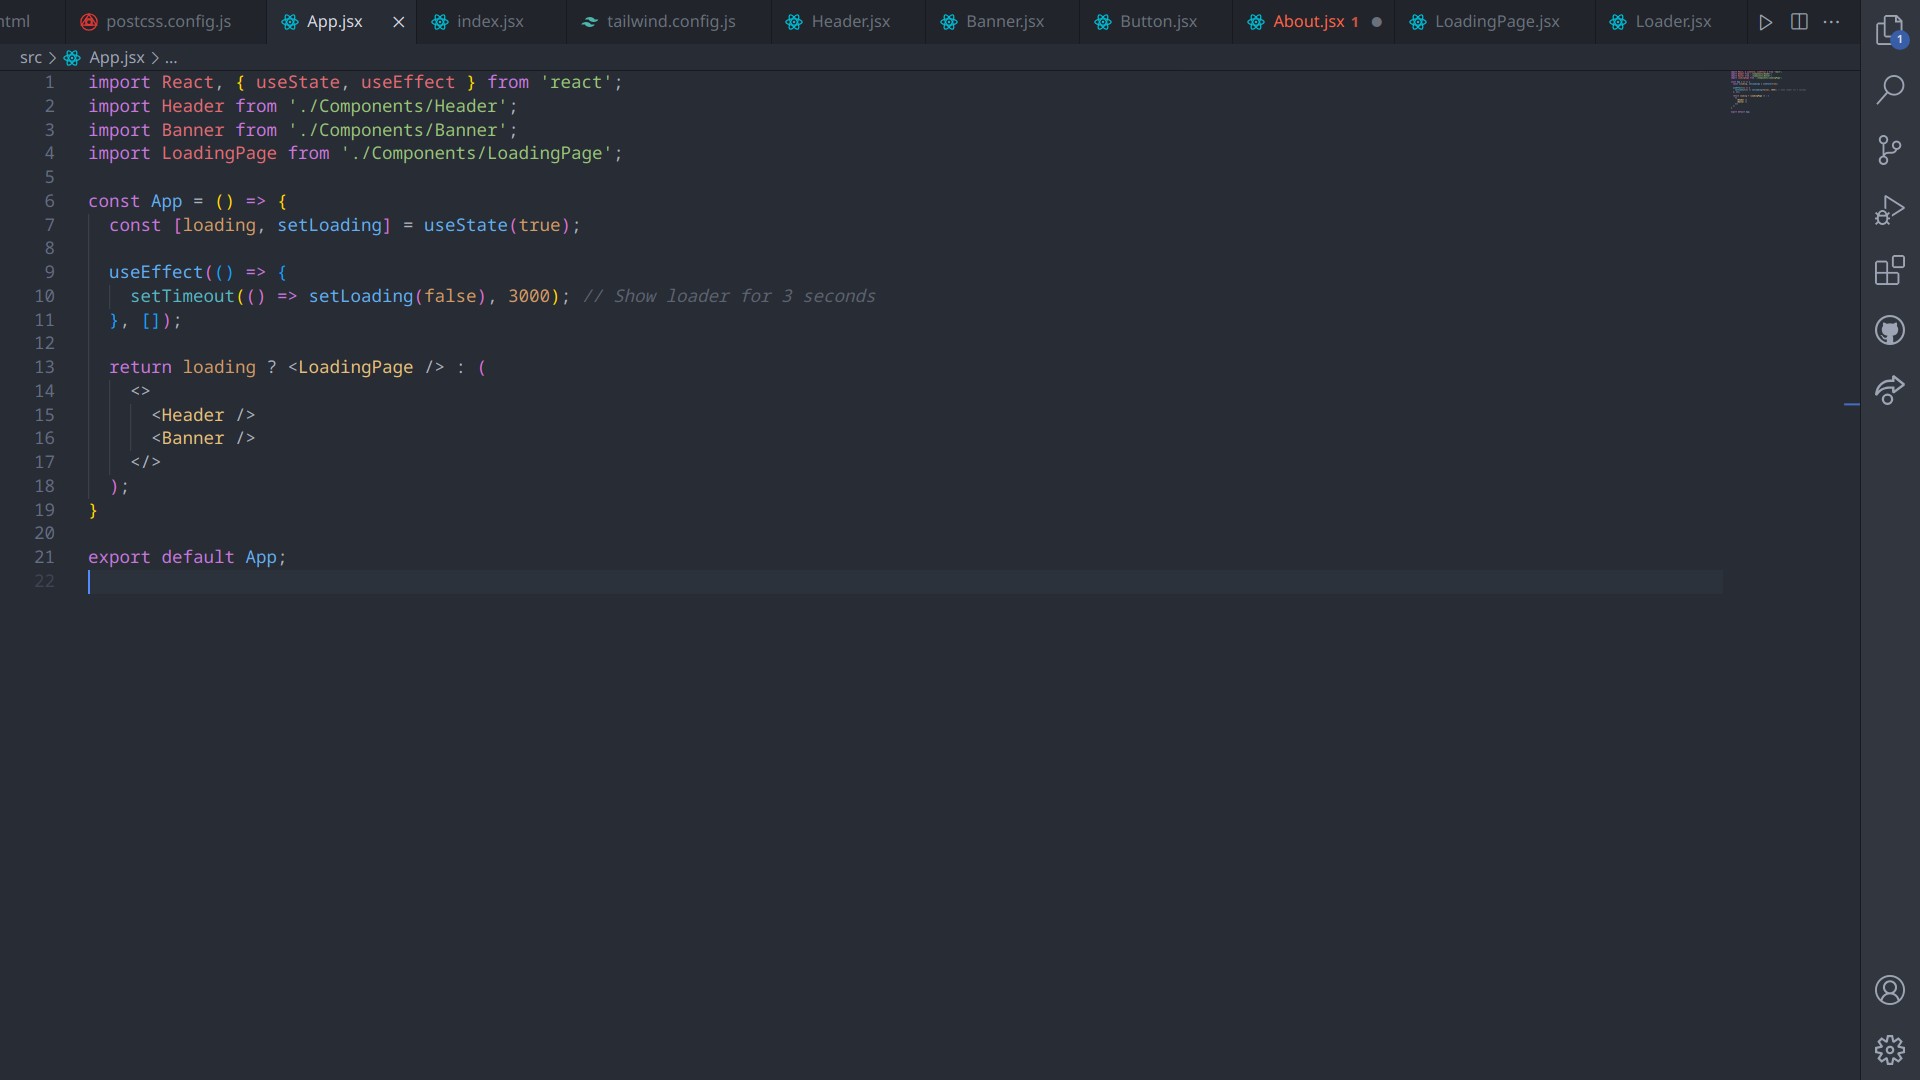 html postcss.config.js App.jsx index.jsx tailwind.config.js Header.jsx Banner.jsx Button.jsx About.jsx 1 LoadingPage.jsx Loader.jsx
src > App.jsx > ...
1 import React, { useState, useEffect } from 'react';
2 import Header from './Components/Header';
3 import Banner from './Components/Banner';
4 import LoadingPage from './Components/LoadingPage';
5
6 const App = () => {
7 const [loading, setLoading] = useState(true);
8
9 useEffect(() => {
10 setTimeout(() => setLoading(false), 3000); // Show loader for 3 seconds
11 }, []);
12
13 return loading ? <LoadingPage /> : (
14 <>
15 <Header />
16 <Banner />
17 </>
18 );
19 }
20
21 export default App;
22
1